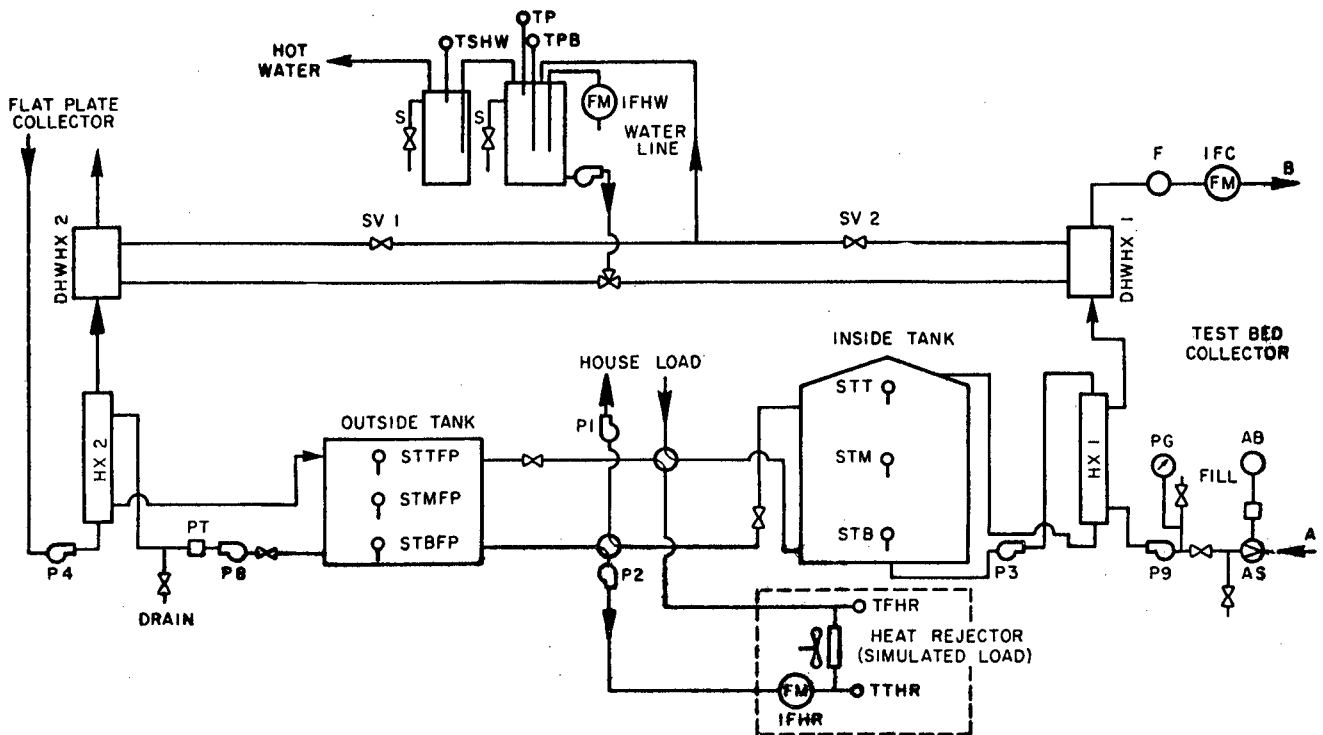 TP
TSHW
TPB
HOT
WATER
FLAT PLATE
COLLECTOR
S
S
FM
IFHW
WATER
LINE
F
IFC
FM
B
DHWHX 2
SV 1
SV 2
DHWHX 1
TEST BED
COLLECTOR
INSIDE TANK
HOUSE LOAD
STT
OUTSIDE TANK
P1
HX 2
STTFP
STM
HX 1
PG
AB
FILL
STMFP
PT
STBFP
STB
A
P4
P8
P2
P3
P9
AS
DRAIN
TFHR
HEAT REJECTOR
(SIMULATED LOAD)
FM
TTHR
IFHR